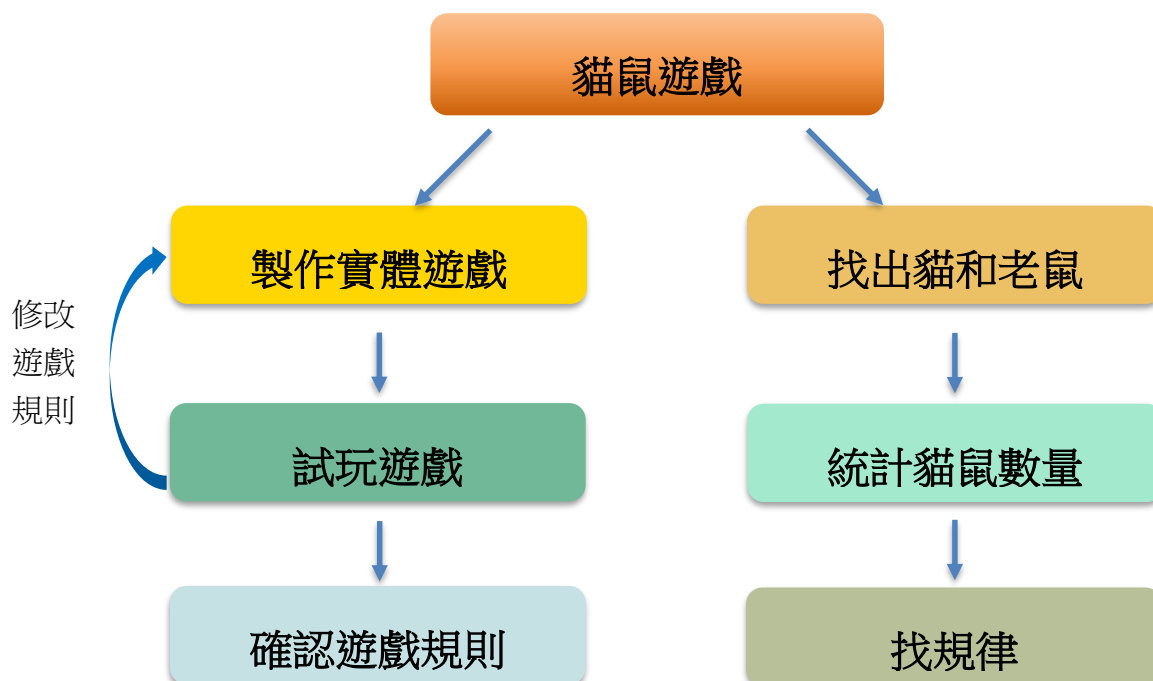 貓鼠遊戲
製作實體遊戲
找出貓和老鼠
修改
遊戲
規則
試玩遊戲
統計貓鼠數量
確認遊戲規則
找規律